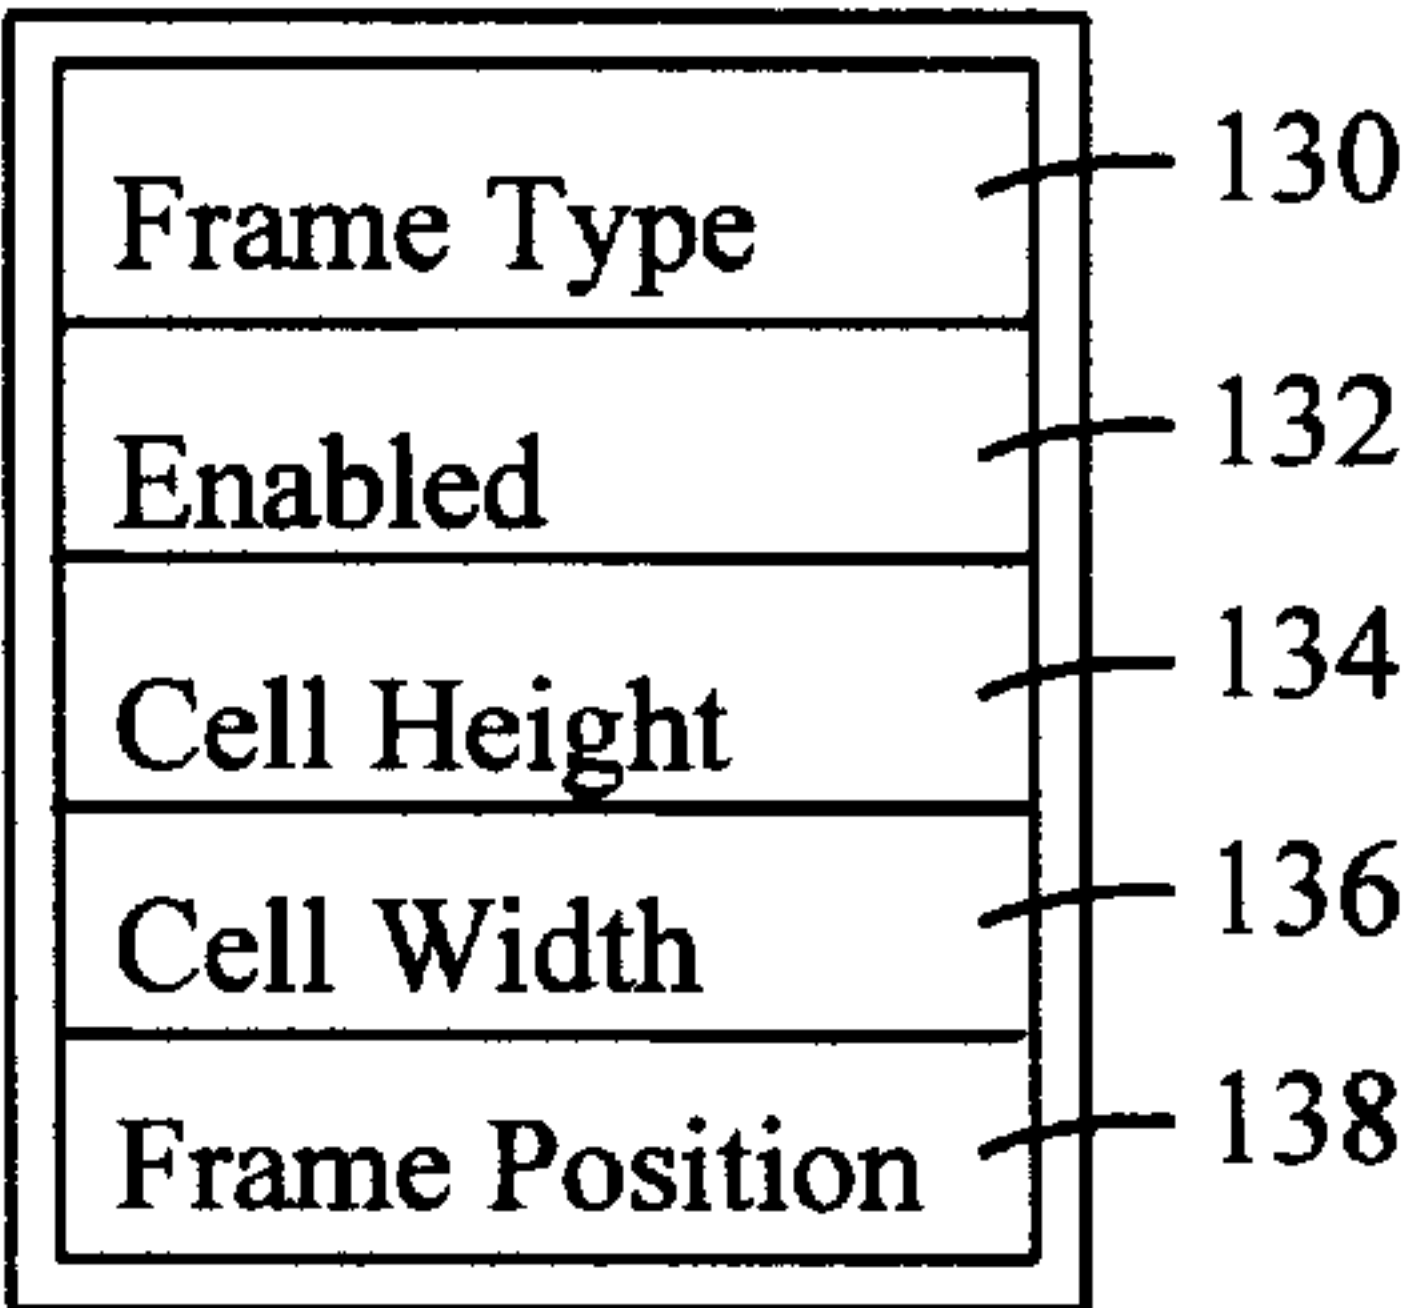 Frame Type 130
Enabled 132
Cell Height 134
Cell Width 136
Frame Position 138